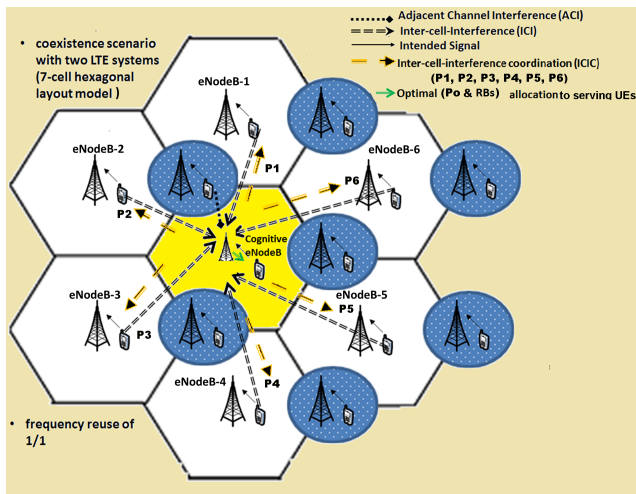 • coexistence scenario
with two LTE systems
(7-cell hexagonal
layout model )
Adjacent Channel Interference (ACI)
Inter-cell-Interference (ICI)
Intended Signal
Inter-cell-interference coordination (ICIC)
(P1, P2, P3, P4, P5, P6)
Optimal (Po & RBs) allocation to serving UEs
eNodeB-1
P1
eNodeB-2
P2
eNodeB-6
P6
Cognitive
eNodeB
eNodeB-3
P3
eNodeB-5
P5
eNodeB-4
P4
• frequency reuse of
1/1